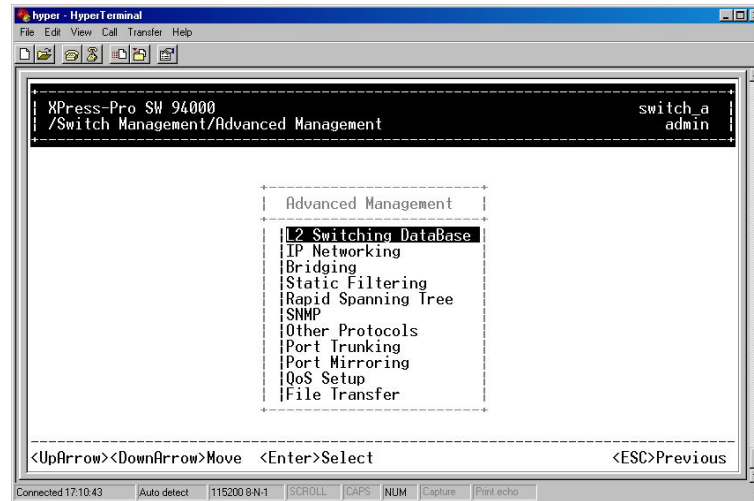 hyper - HyperTerminal
File Edit View Call Transfer Help
XPress-Pro SW 94000 switch_a
/Switch Management/Advanced Management admin
Advanced Management
L2 Switching DataBase
IP Networking
Bridging
Static Filtering
Rapid Spanning Tree
SNMP
Other Protocols
Port Trunking
Port Mirroring
QoS Setup
File Transfer
<UpArrow><DownArrow>Move <Enter>Select <ESC>Previous
Connected 17:10:43 Auto detect 115200 8-N-1 SCROLL CAPS NUM Capture Print echo